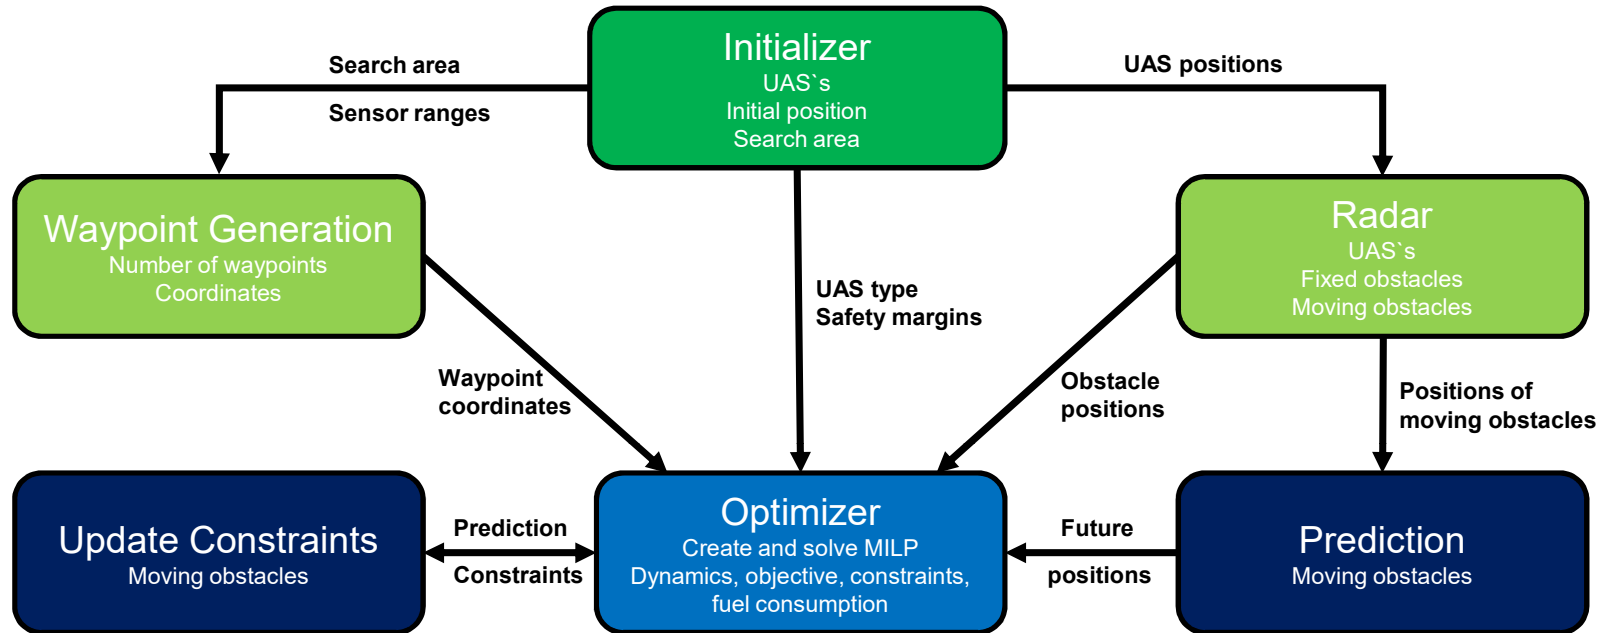 Initializer
UAS`s
Initial position
Search area
Search area
Sensor ranges
UAS positions
Waypoint Generation
Number of waypoints
Coordinates
Radar
UAS`s
Fixed obstacles
Moving obstacles
UAS type
Safety margins
Waypoint
coordinates
Obstacle
positions
Positions of
moving obstacles
Update Constraints
Moving obstacles
Prediction
Constraints
Optimizer
Create and solve MILP
Dynamics, objective, constraints,
fuel consumption
Future
positions
Prediction
Moving obstacles